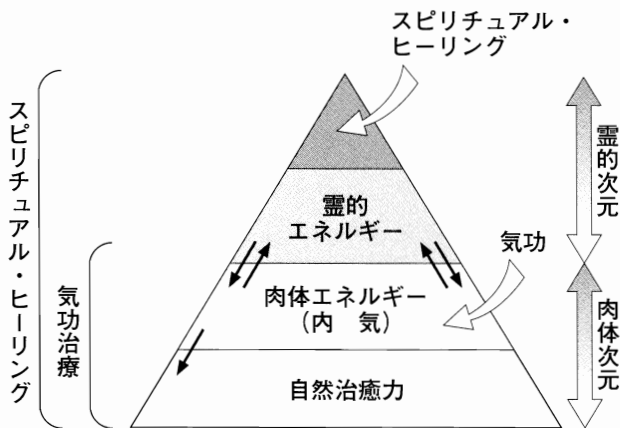 スピリチュアル・
ヒーリング
スピリチュアル・ヒーリング
気功治療
霊的
エネルギー
気功
肉体エネルギー
(内 気)
自然治癒力
霊的次元
肉体次元